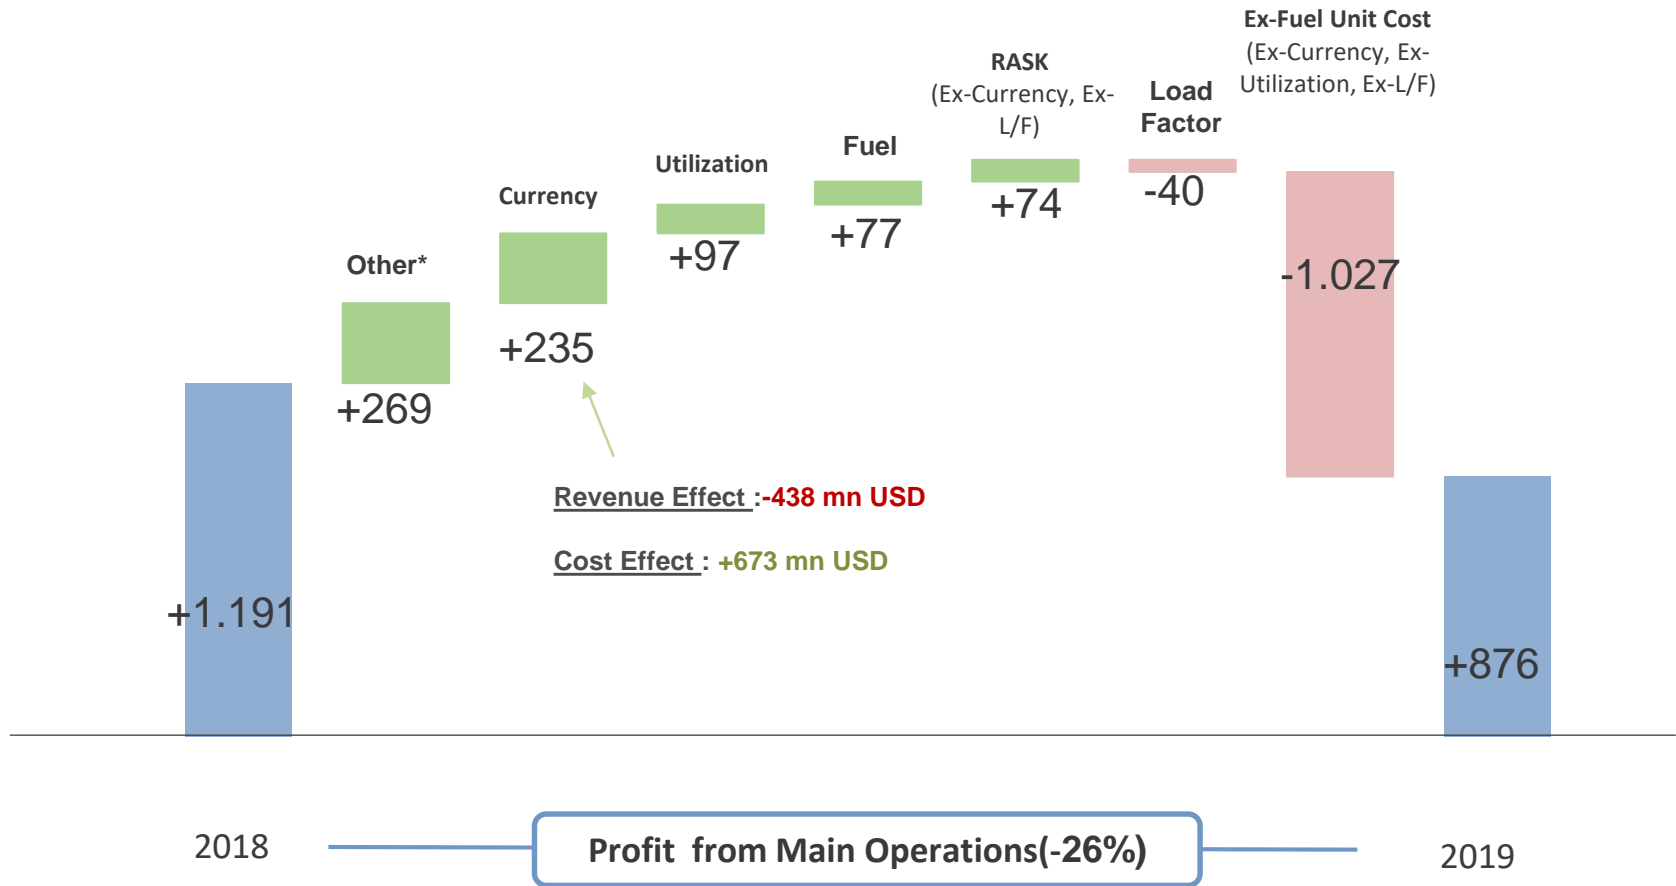 Ex-Fuel Unit Cost
(Ex-Currency, Ex-
Utilization, Ex-L/F)
RASK
(Ex-Currency, Ex-
L/F)
Load
Factor
Fuel
Utilization
Currency
Other*
+1.191
+269
+235
+97
+77
+74
-40
-1.027
+876
Revenue Effect :-438 mn USD
Cost Effect : +673 mn USD
2018
Profit from Main Operations(-26%)
2019